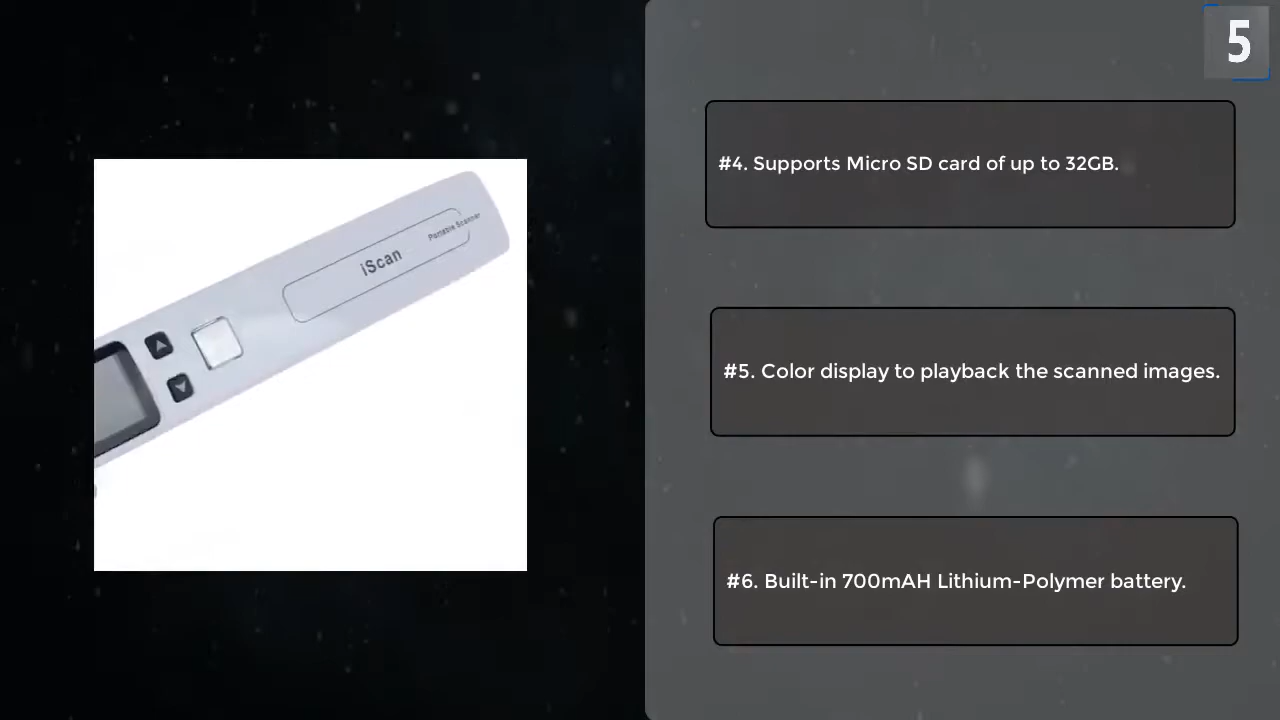 5
iScan
Portable Scanner
#4. Supports Micro SD card of up to 32GB.
#5. Color display to playback the scanned images.
#6. Built-in 700mAH Lithium-Polymer battery.